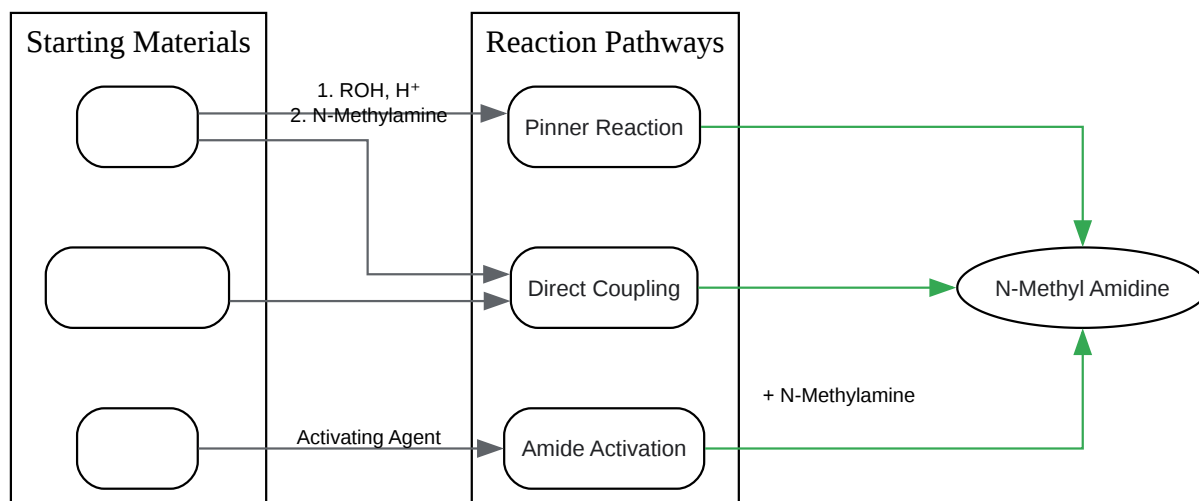 Starting Materials
Reaction Pathways
1. ROH, H⁺
2. N-Methylamine
Pinner Reaction
Direct Coupling
N-Methyl Amidine
+ N-Methylamine
Activating Agent
Amide Activation